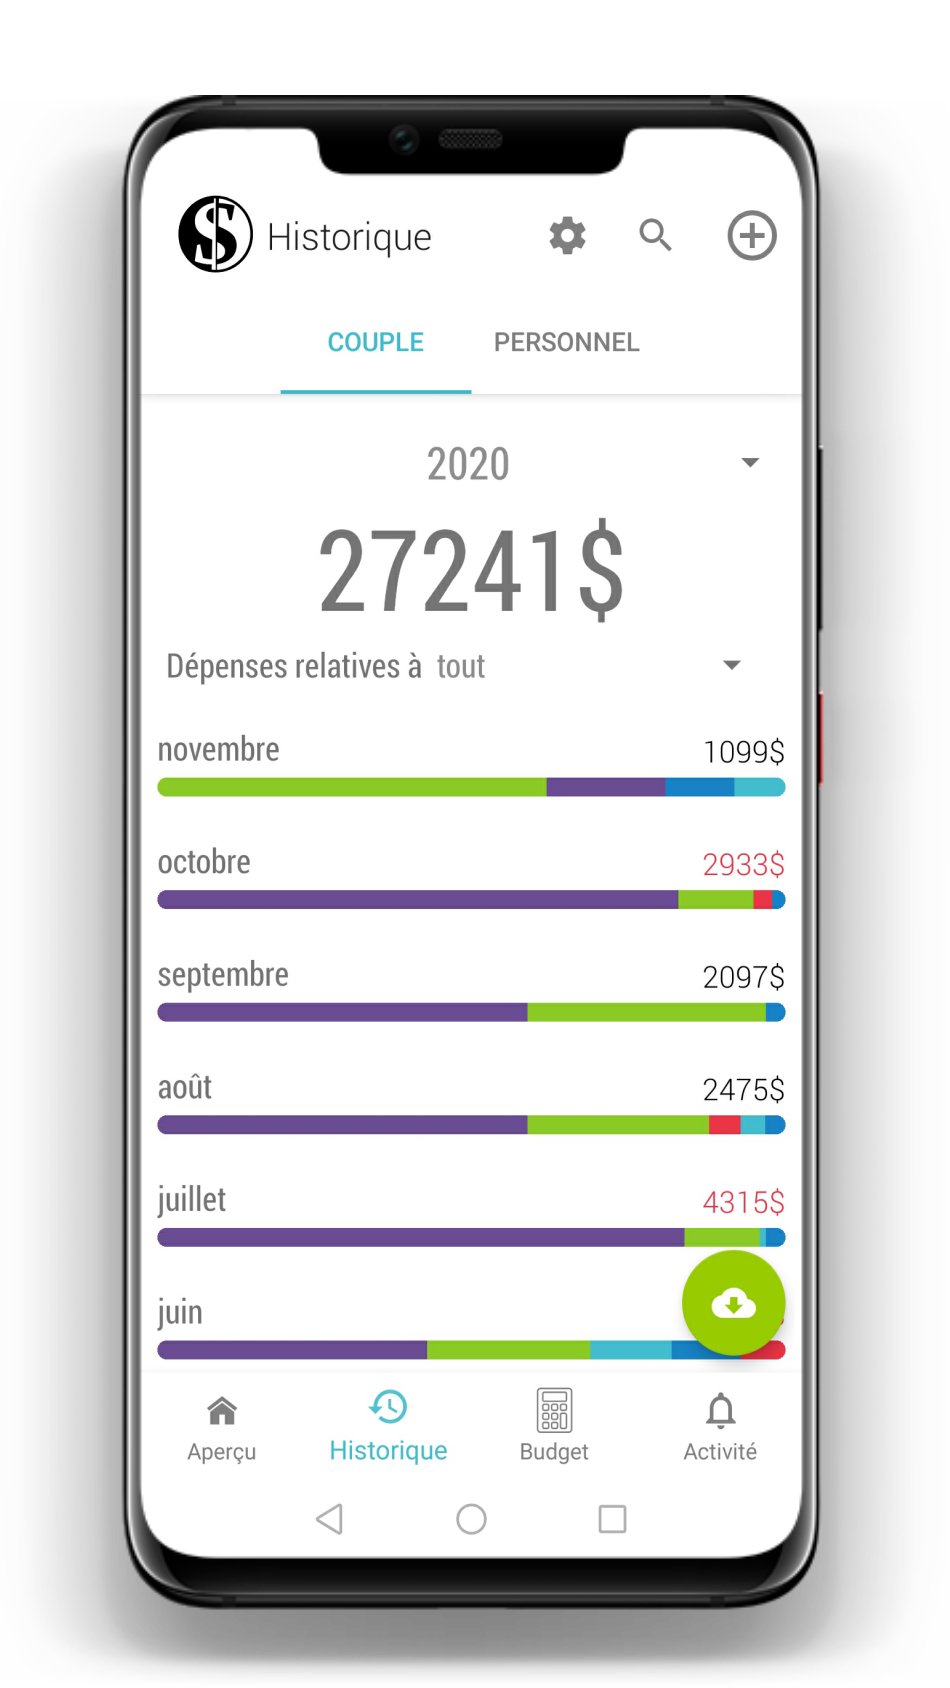 $ Historique
COUPLE PERSONNEL
2020
27241$
Dépenses relatives à tout
novembre 1099$
octobre 2933$
septembre 2097$
août 2475$
juillet 4315$
juin
Aperçu Historique Budget Activité